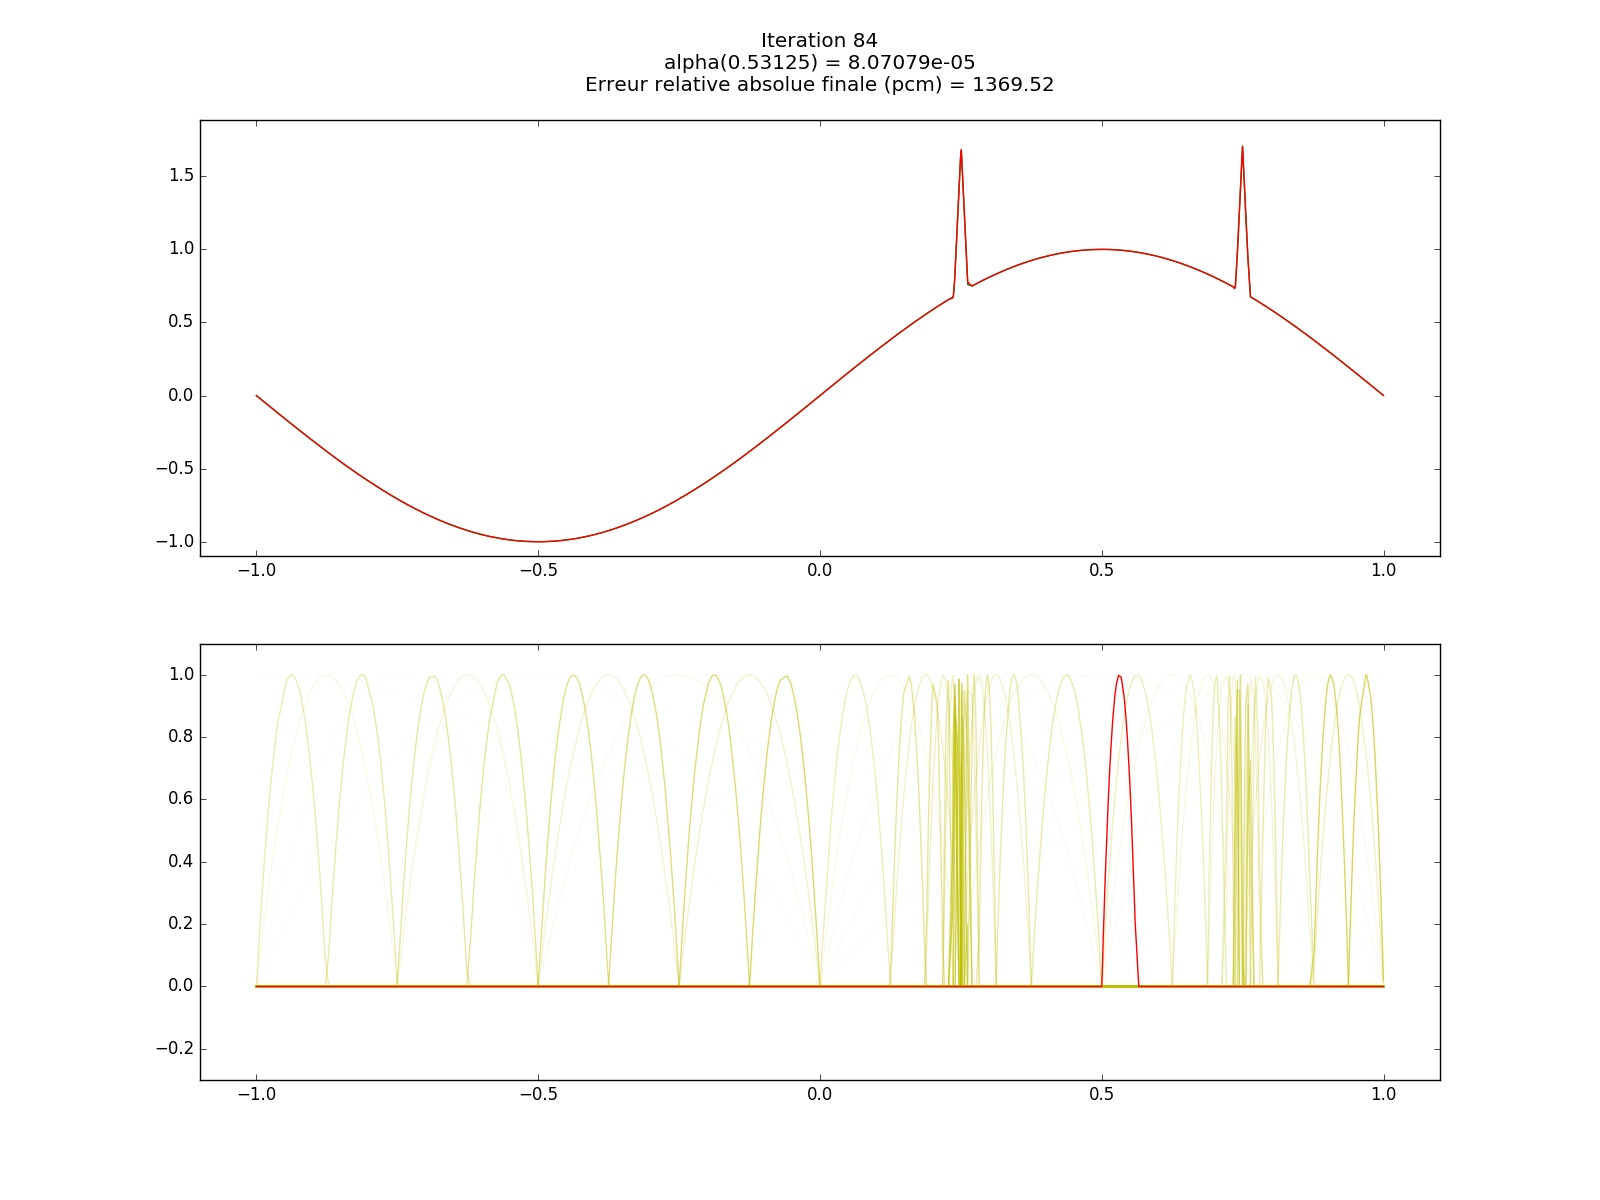 Iteration 84
alpha(0.53125) = 8.07079e-05
Erreur relative absolue finale (pcm) = 1369.52
1.5
1.0
0.5
0.0
−0.5
−1.0
−1.0 −0.5 0.0 0.5 1.0
1.0
0.8
0.6
0.4
0.2
0.0
−0.2
−1.0 −0.5 0.0 0.5 1.0